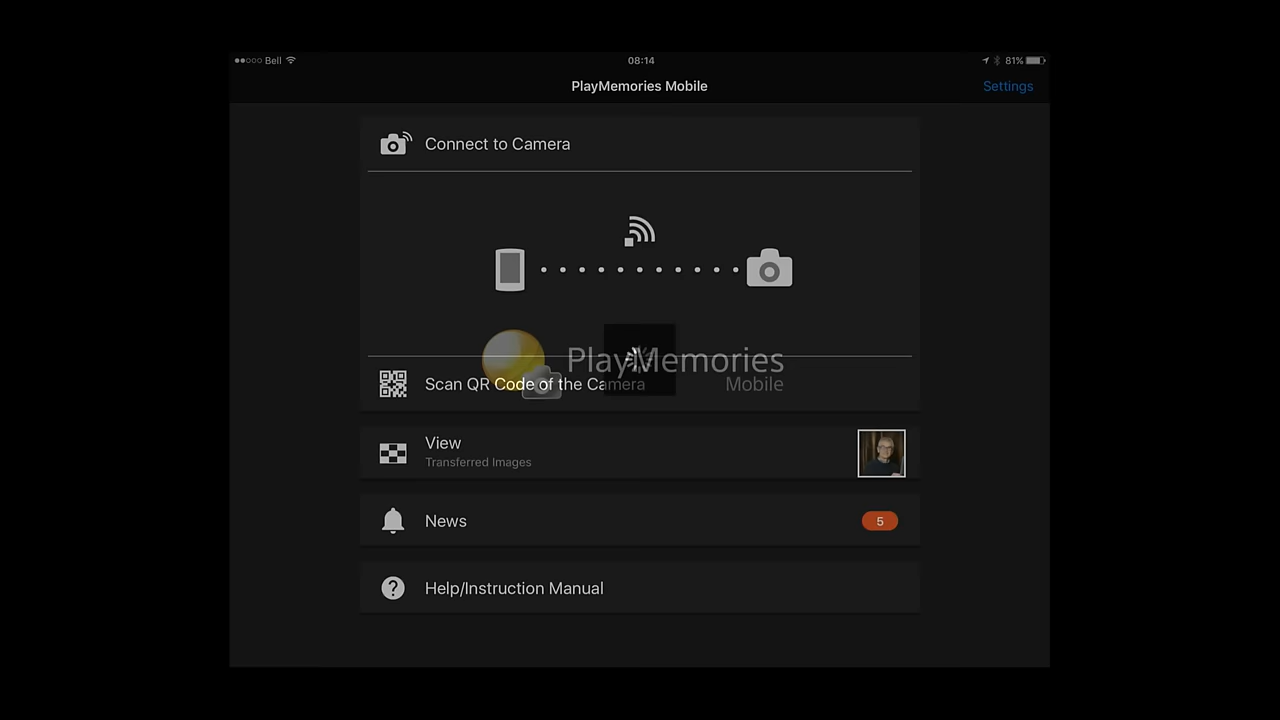 Bell 08:14 81%
PlayMemories Mobile Settings
Connect to Camera
PlayMemories
Mobile
Scan QR Code of the Camera
View
Transferred Images
News 5
Help/Instruction Manual